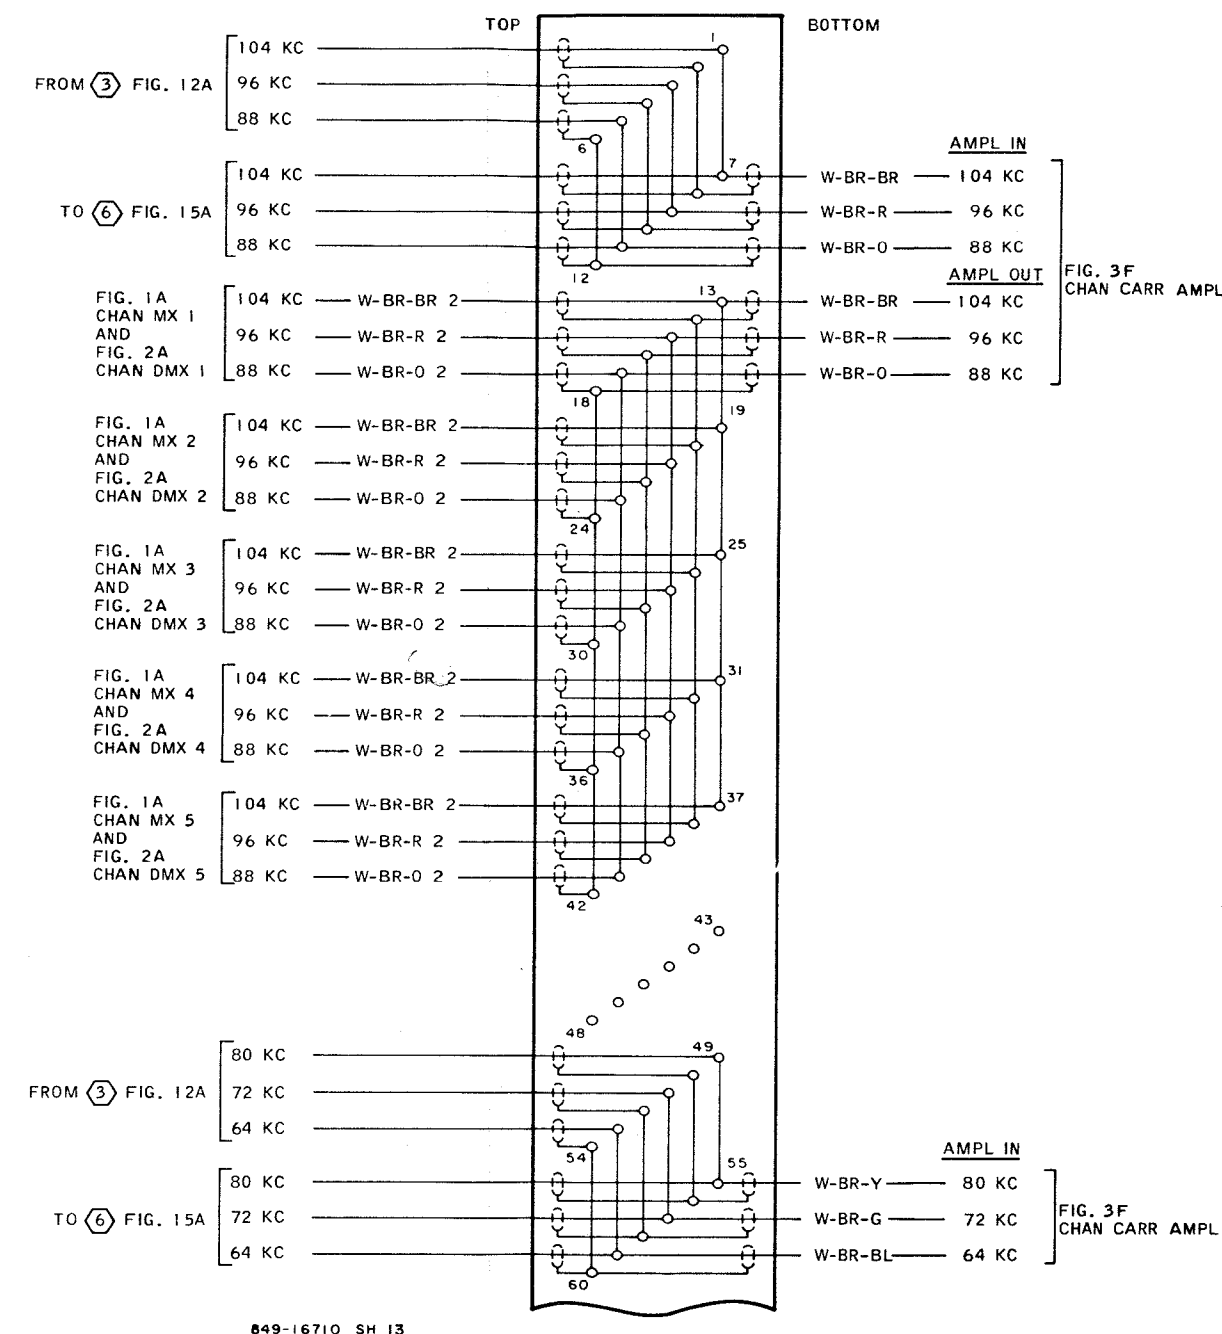 TOP BOTTOM
FROM 3 FIG. 12A
104 KC 1
96 KC
88 KC
6
AMPL IN
TO 6 FIG. 15A
104 KC 7 W-BR-BR 104 KC
96 KC W-BR-R 96 KC
88 KC W-BR-O 88 KC
12
AMPL OUT
FIG. 3F
CHAN CARR AMPL
FIG. 1A
CHAN MX 1
AND
FIG. 2A
CHAN DMX 1
104 KC W-BR-BR 2 13 W-BR-BR 104 KC
96 KC W-BR-R 2 W-BR-R 96 KC
88 KC W-BR-O 2 W-BR-O 88 KC
18
FIG. 1A
CHAN MX 2
AND
FIG. 2A
CHAN DMX 2
104 KC W-BR-BR 2 19
96 KC W-BR-R 2
88 KC W-BR-O 2
24
FIG. 1A
CHAN MX 3
AND
FIG. 2A
CHAN DMX 3
104 KC W-BR-BR 2 25
96 KC W-BR-R 2
88 KC W-BR-O 2
30
FIG. 1A
CHAN MX 4
AND
FIG. 2A
CHAN DMX 4
104 KC W-BR-BR 2 31
96 KC W-BR-R 2
88 KC W-BR-O 2
36
FIG. 1A
CHAN MX 5
AND
FIG. 2A
CHAN DMX 5
104 KC W-BR-BR 2 37
96 KC W-BR-R 2
88 KC W-BR-O 2
42
43
48
FROM 3 FIG. 12A
80 KC 49
72 KC
64 KC
54
AMPL IN
TO 6 FIG. 15A
80 KC 55 W-BR-Y 80 KC
72 KC W-BR-G 72 KC
64 KC W-BR-BL 64 KC
60
FIG. 3F
CHAN CARR AMPL
849-16710 SH 13